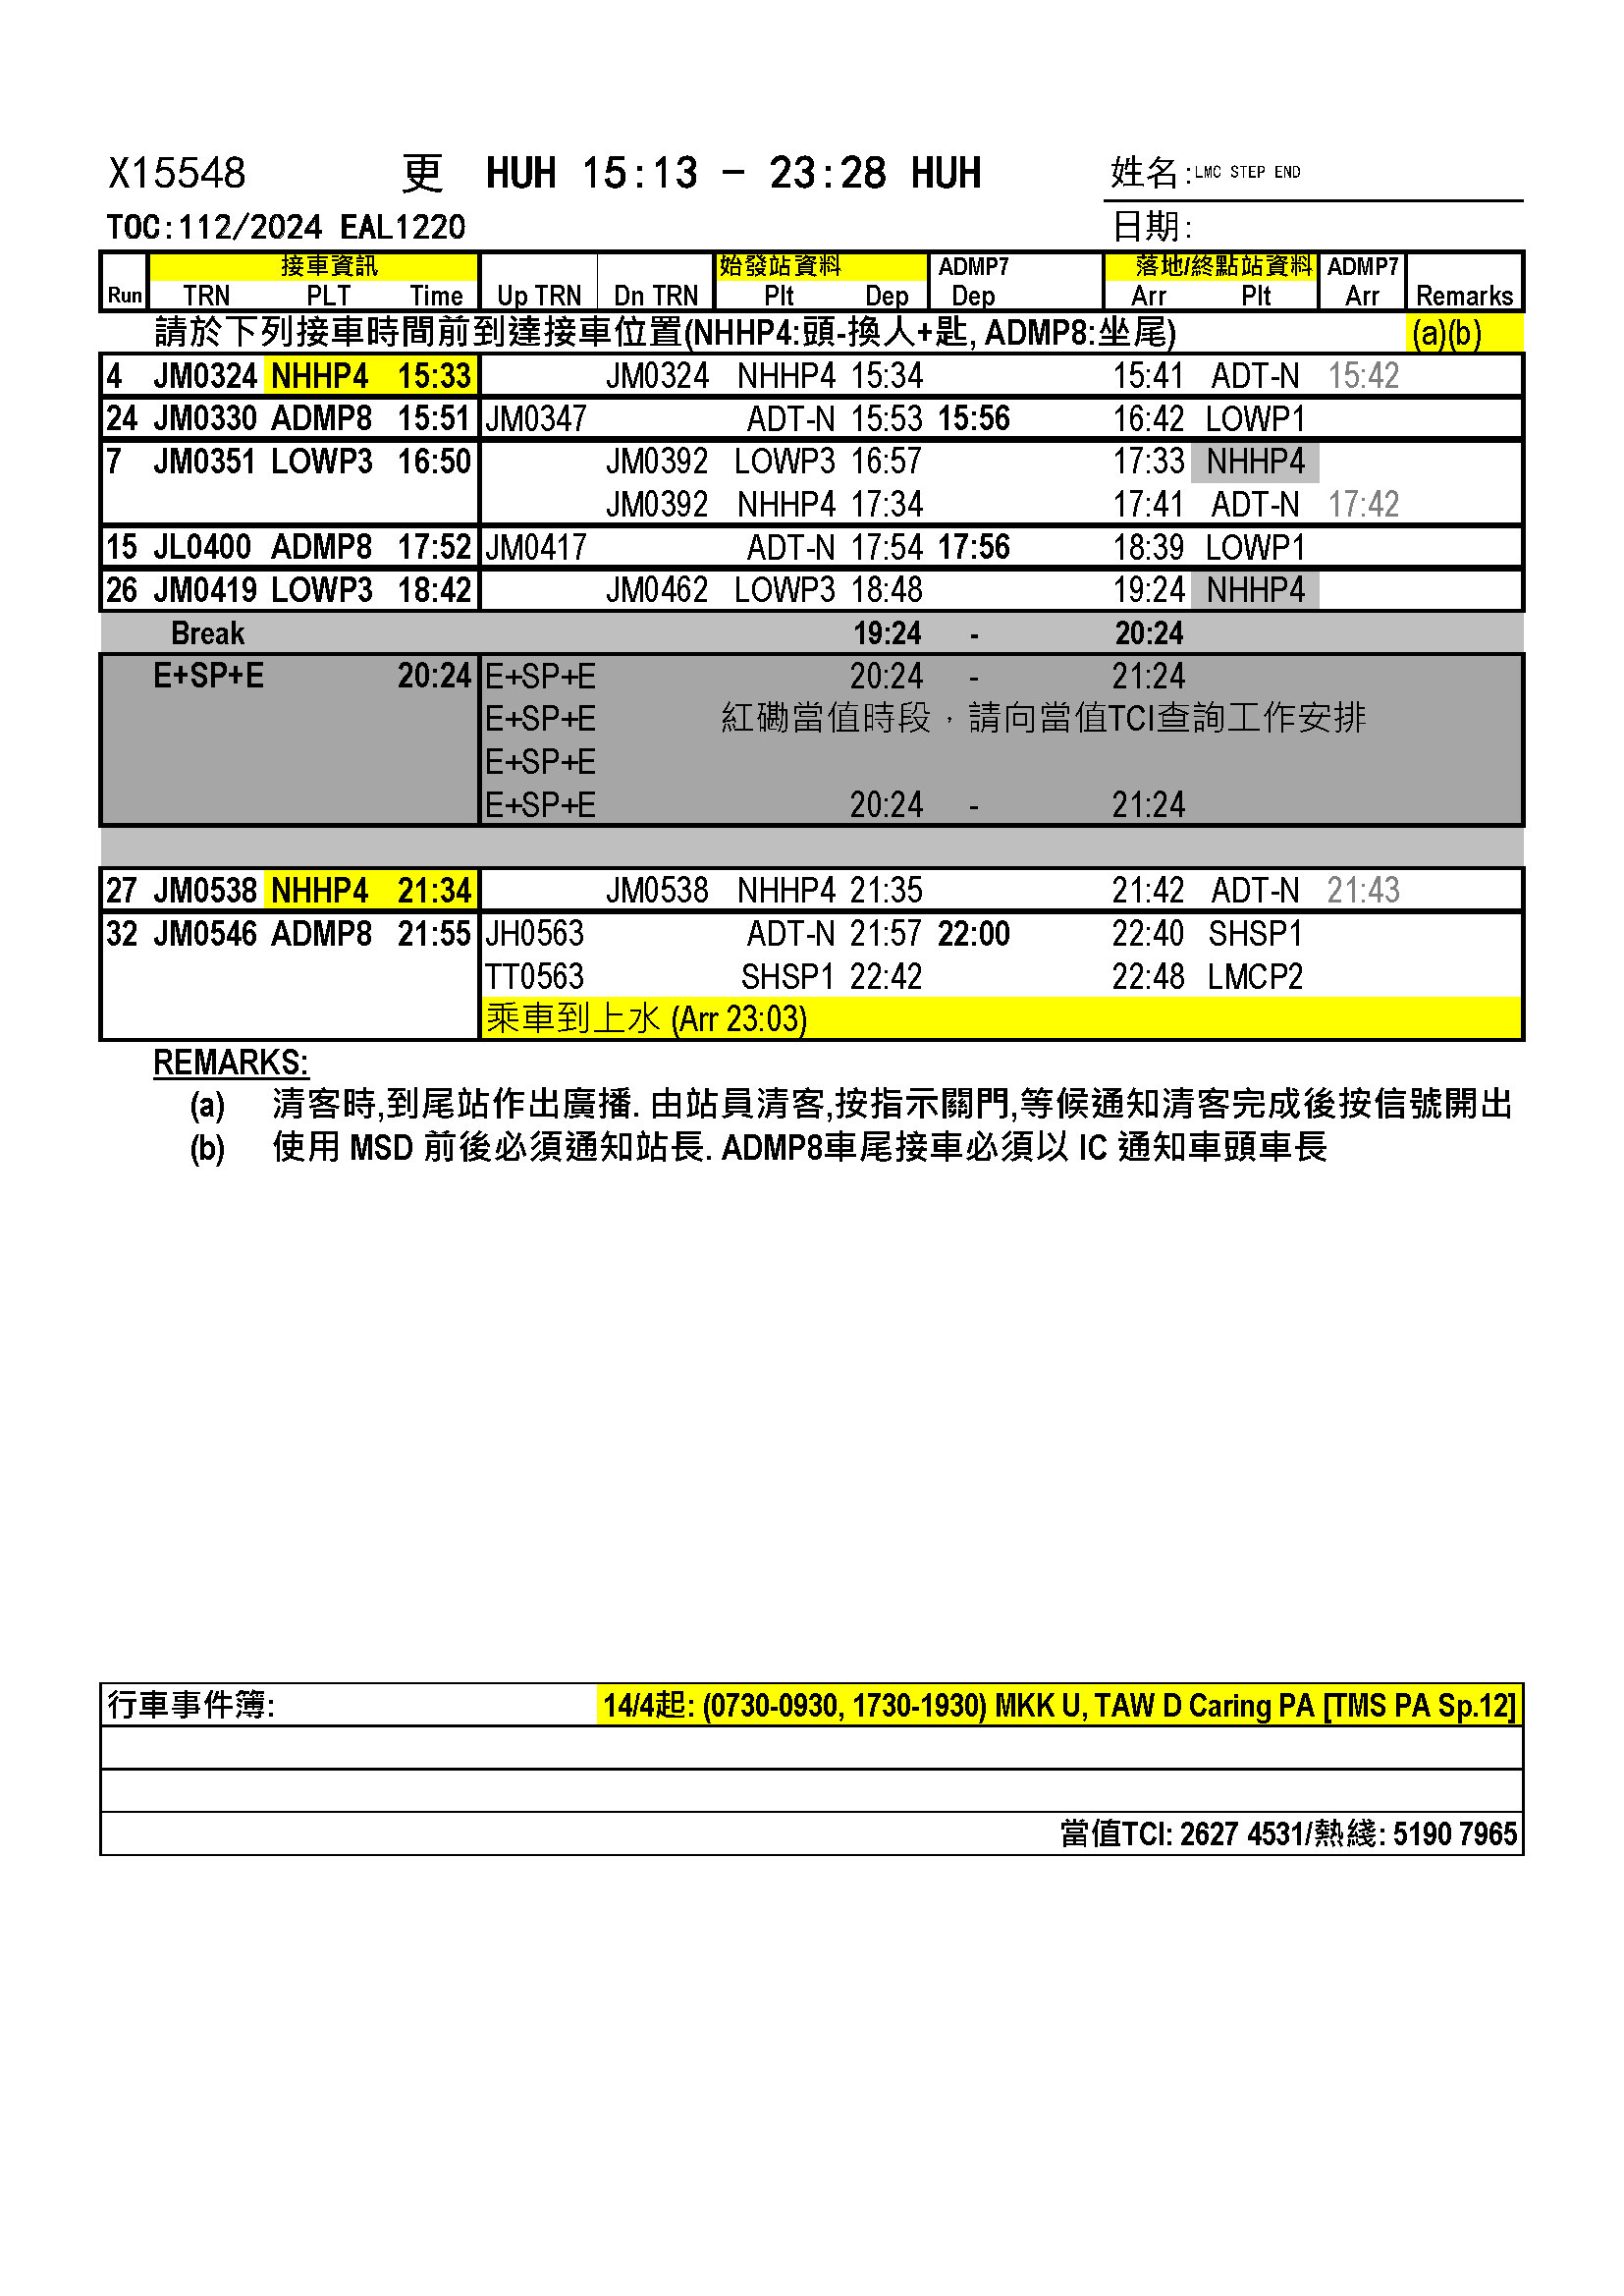 X15548 更 HUH 15:13 - 23:28 HUH 姓名:LMC STEP END
TOC:112/2024 EAL1220 日期:
接車資訊 始發站資料 ADMP7 落地/終點站資料 ADMP7
Run TRN PLT Time Up TRN Dn TRN Plt Dep Dep Arr Plt Arr Remarks
請於下列接車時間前到達接車位置(NHHP4:頭-換人+匙, ADMP8:坐尾) (a)(b)
4 JM0324 NHHP4 15:33 JM0324 NHHP4 15:34 15:41 ADT-N 15:42
24 JM0330 ADMP8 15:51 JM0347 ADT-N 15:53 15:56 16:42 LOWP1
7 JM0351 LOWP3 16:50 JM0392 LOWP3 16:57 17:33 NHHP4
JM0392 NHHP4 17:34 17:41 ADT-N 17:42
15 JL0400 ADMP8 17:52 JM0417 ADT-N 17:54 17:56 18:39 LOWP1
26 JM0419 LOWP3 18:42 JM0462 LOWP3 18:48 19:24 NHHP4
Break 19:24 - 20:24
E+SP+E 20:24 E+SP+E 20:24 - 21:24
E+SP+E 紅磡當值時段，請向當值TCI查詢工作安排
E+SP+E
E+SP+E 20:24 - 21:24
27 JM0538 NHHP4 21:34 JM0538 NHHP4 21:35 21:42 ADT-N 21:43
32 JM0546 ADMP8 21:55 JH0563 ADT-N 21:57 22:00 22:40 SHSP1
TT0563 SHSP1 22:42 22:48 LMCP2
乘車到上水 (Arr 23:03)
REMARKS:
(a) 清客時,到尾站作出廣播. 由站員清客,按指示關門,等候通知清客完成後按信號開出
(b) 使用 MSD 前後必須通知站長. ADMP8車尾接車必須以 IC 通知車頭車長
行車事件簿: 14/4起: (0730-0930, 1730-1930) MKK U, TAW D Caring PA [TMS PA Sp.12]
當值TCI: 2627 4531/熱綫: 5190 7965